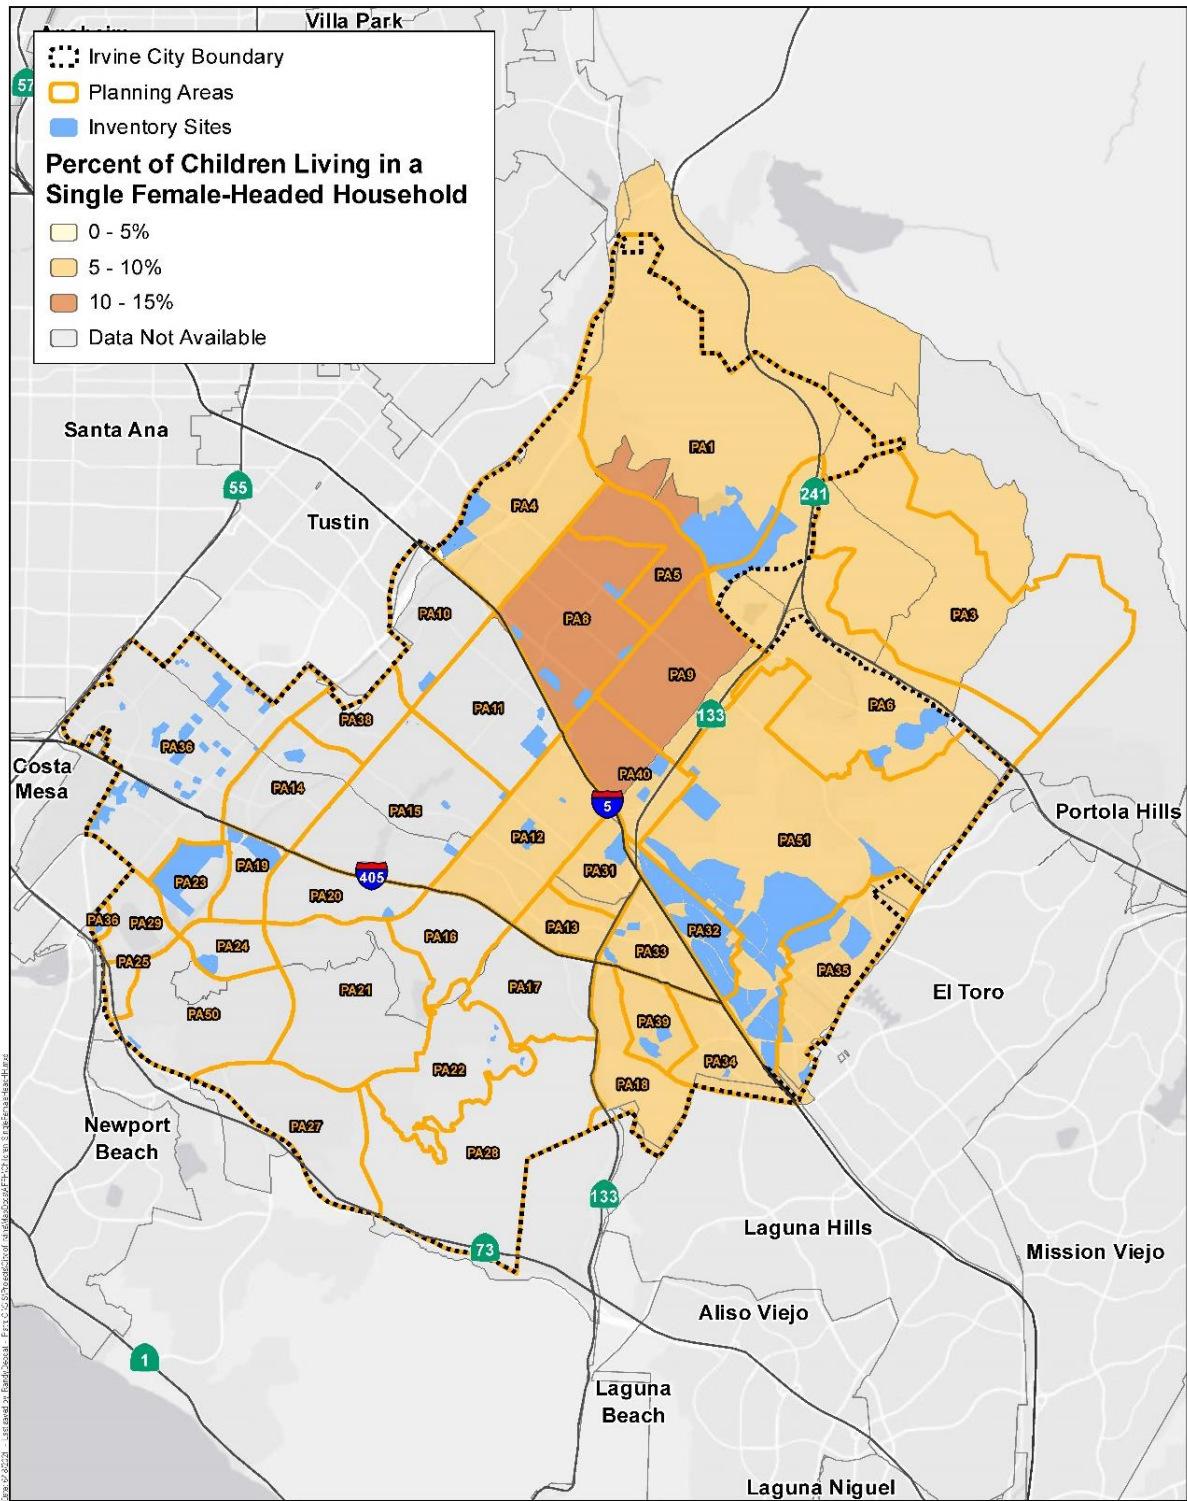 Villa Park
Irvine City Boundary
Planning Areas
Inventory Sites
Percent of Children Living in a
Single Female-Headed Household
0 - 5%
5 - 10%
10 - 15%
Data Not Available
57
Santa Ana
55
Tustin
PA1
241
PA4
PA5
PA10
PA8
PA3
PA9
PA6
PA11
133
PA38
PA36
Costa
Mesa
PA14
PA40
5
PA15
Portola Hills
PA12
PA51
PA19
PA31
405
PA23
PA20
PA36
PA29
PA13
PA32
PA16
PA24
PA33
PA25
PA35
PA17
PA21
El Toro
PA50
PA39
PA34
PA22
PA18
Newport
Beach
PA27
PA28
133
Laguna Hills
73
Mission Viejo
Aliso Viejo
1
Laguna
Beach
Laguna Niguel